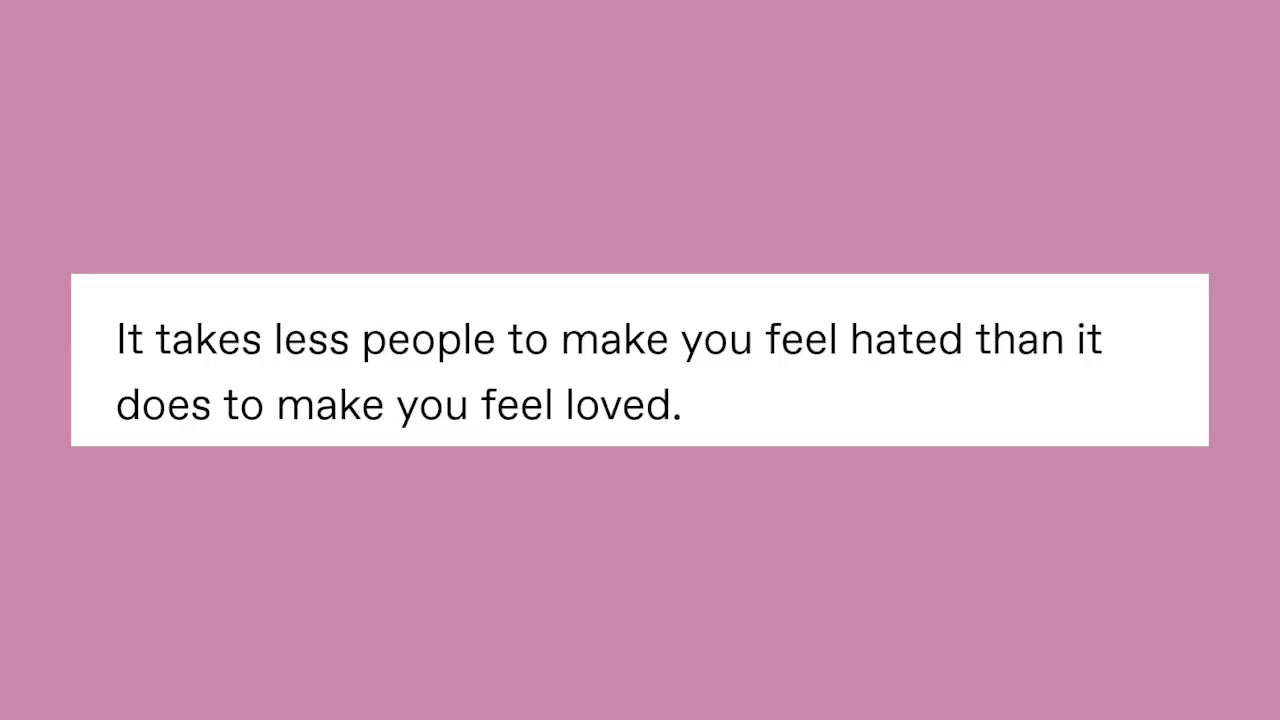 It takes less people to make you feel hated than it
does to make you feel loved.